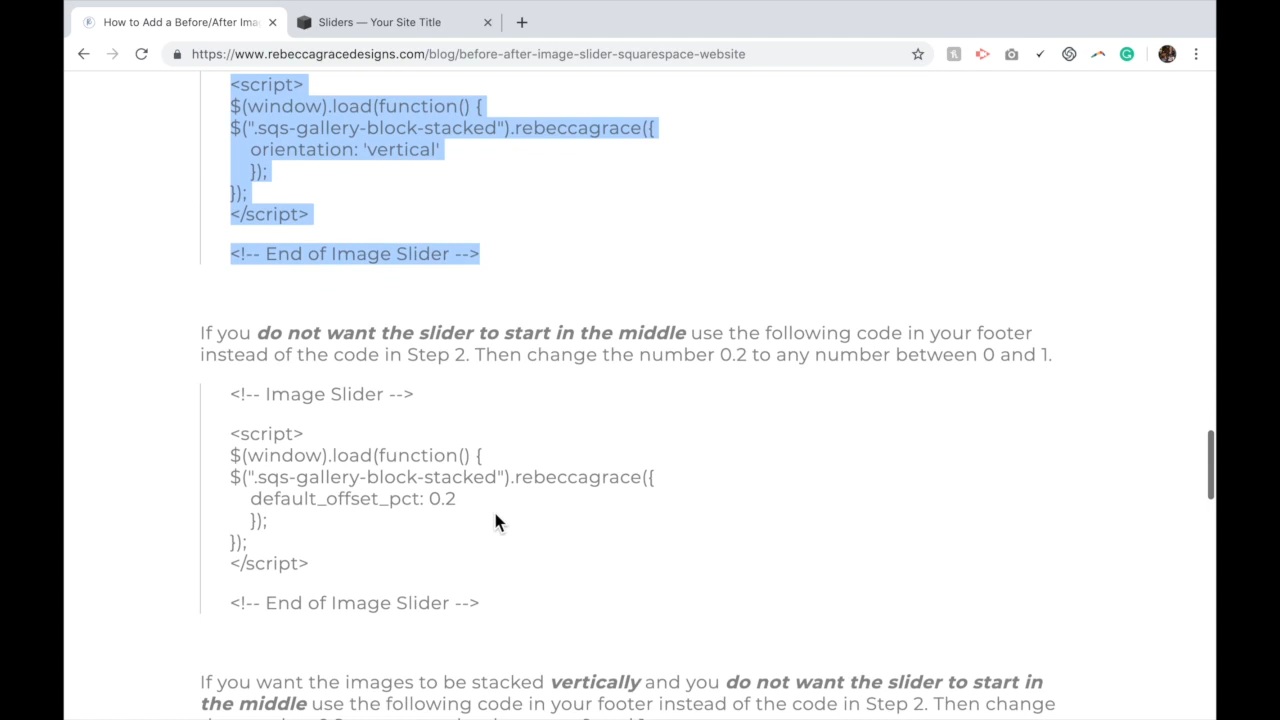 How to Add a Before/After Ima
Sliders — Your Site Title
https://www.rebeccagracedesigns.com/blog/before-after-image-slider-squarespace-website
<script>
$(window).load(function() {
$(".sqs-gallery-block-stacked").rebeccagrace({
orientation: 'vertical'
});
});
</script>
<!-- End of Image Slider -->
If you do not want the slider to start in the middle use the following code in your footer
instead of the code in Step 2. Then change the number 0.2 to any number between 0 and 1.
<!-- Image Slider -->
<script>
$(window).load(function() {
$(".sqs-gallery-block-stacked").rebeccagrace({
default_offset_pct: 0.2
});
});
</script>
<!-- End of Image Slider -->
If you want the images to be stacked vertically and you do not want the slider to start in
the middle use the following code in your footer instead of the code in Step 2. Then change